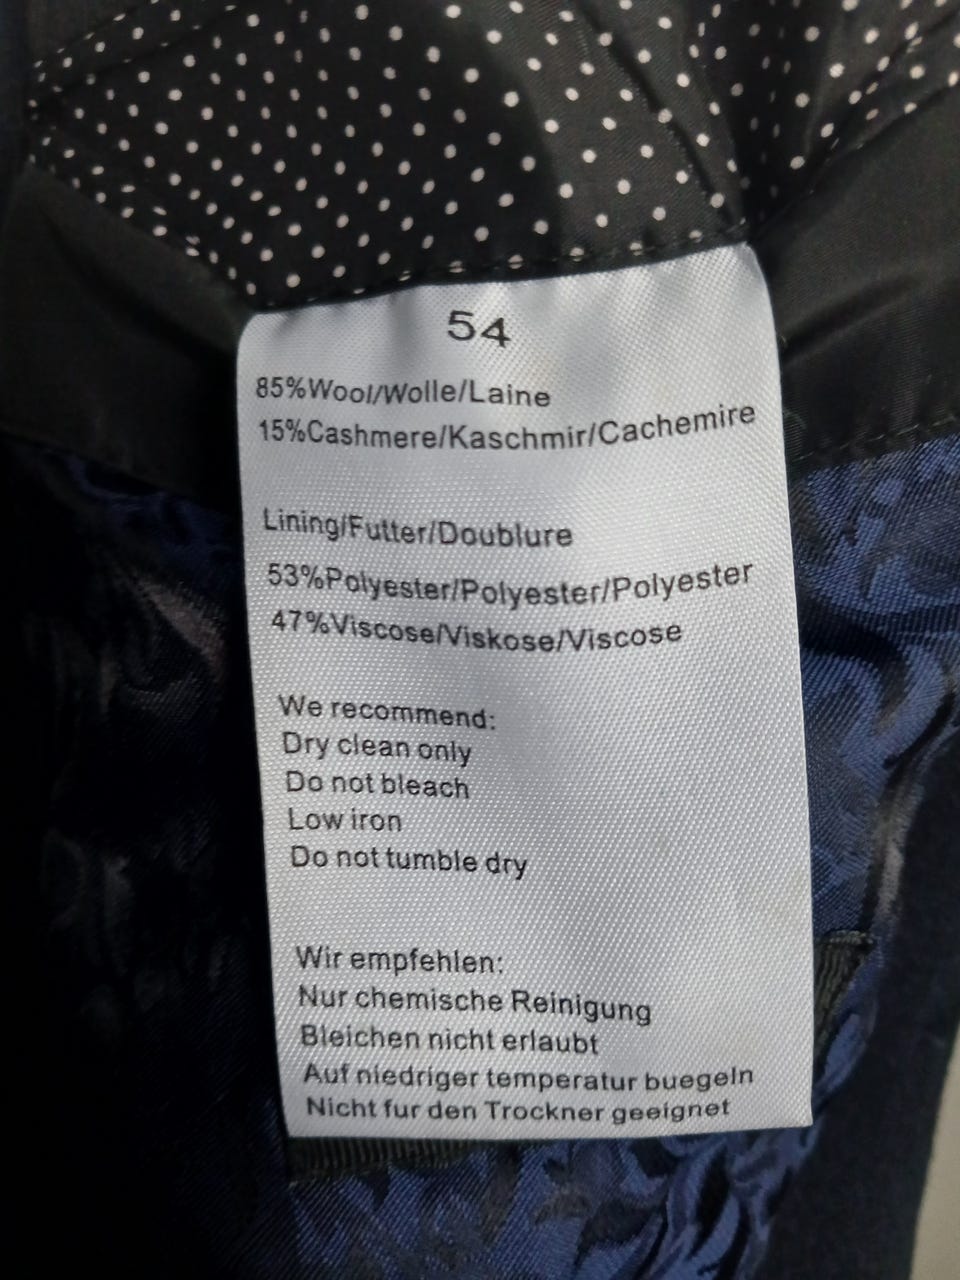 54
85%Wool/Wolle/Laine
15%Cashmere/Kaschmir/Cachemire
Lining/Futter/Doublure
53%Polyester/Polyester/Polyester
47%Viscose/Viskose/Viscose
We recommend:
Dry clean only
Do not bleach
Low iron
Do not tumble dry
Wir empfehlen:
Nur chemische Reinigung
Bleichen nicht erlaubt
Auf niedriger temperatur buegeln
Nicht fur den Trockner geeignet